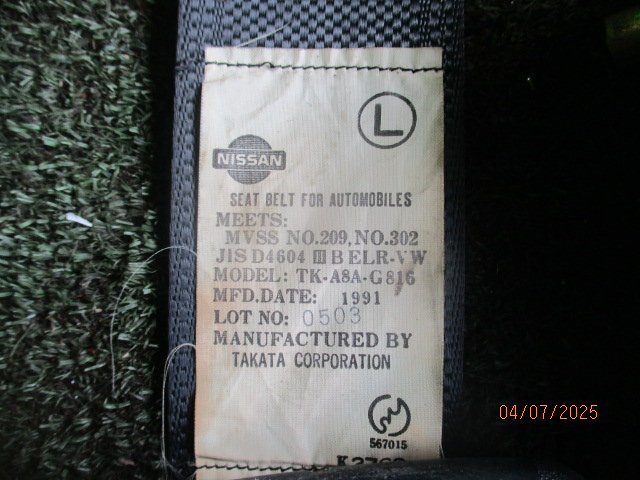 L
NISSAN
SEAT BELT FOR AUTOMOBILES
MEETS:
MVSS NO.209, NO.302
JIS D4604 III B ELR-VW
MODEL: TK-A8A-G816
MFD.DATE: 1991
LOT NO: 0503
MANUFACTURED BY
TAKATA CORPORATION
567015
04/07/2025